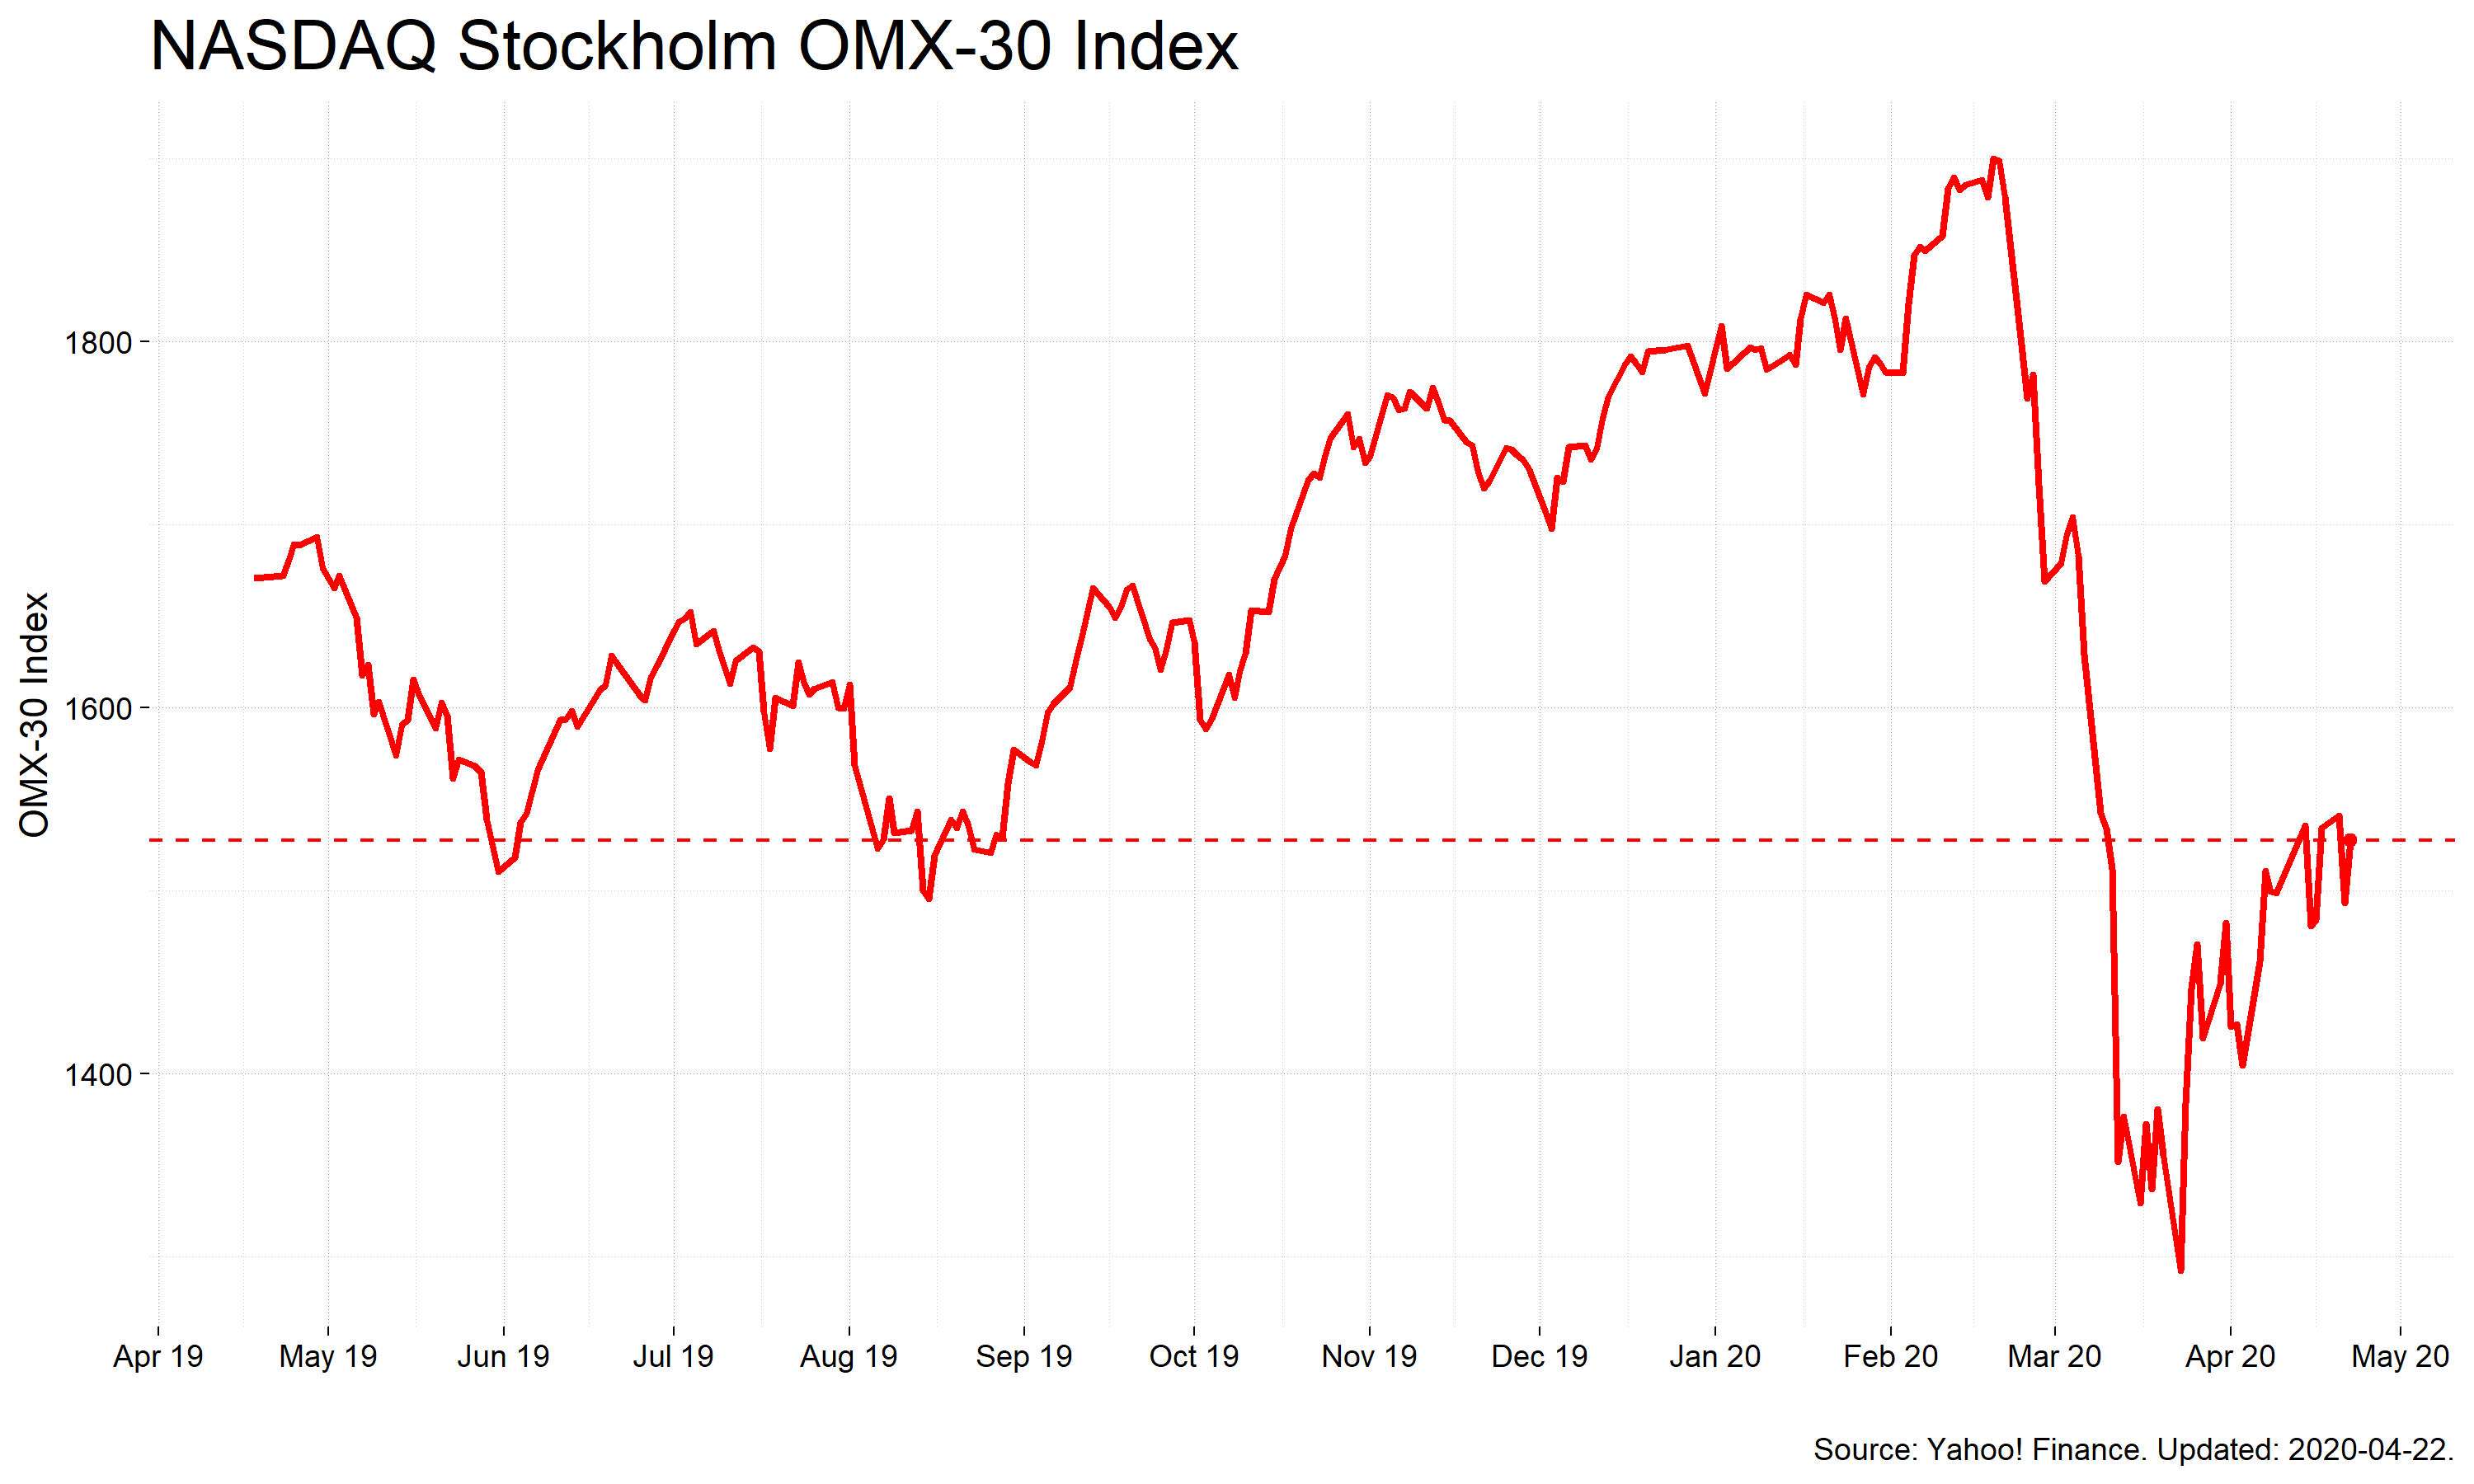 NASDAQ Stockholm OMX-30 Index
OMX-30 Index
1800
1600
1400
Apr 19 May 19 Jun 19 Jul 19 Aug 19 Sep 19 Oct 19 Nov 19 Dec 19 Jan 20 Feb 20 Mar 20 Apr 20 May 20
Source: Yahoo! Finance. Updated: 2020-04-22.